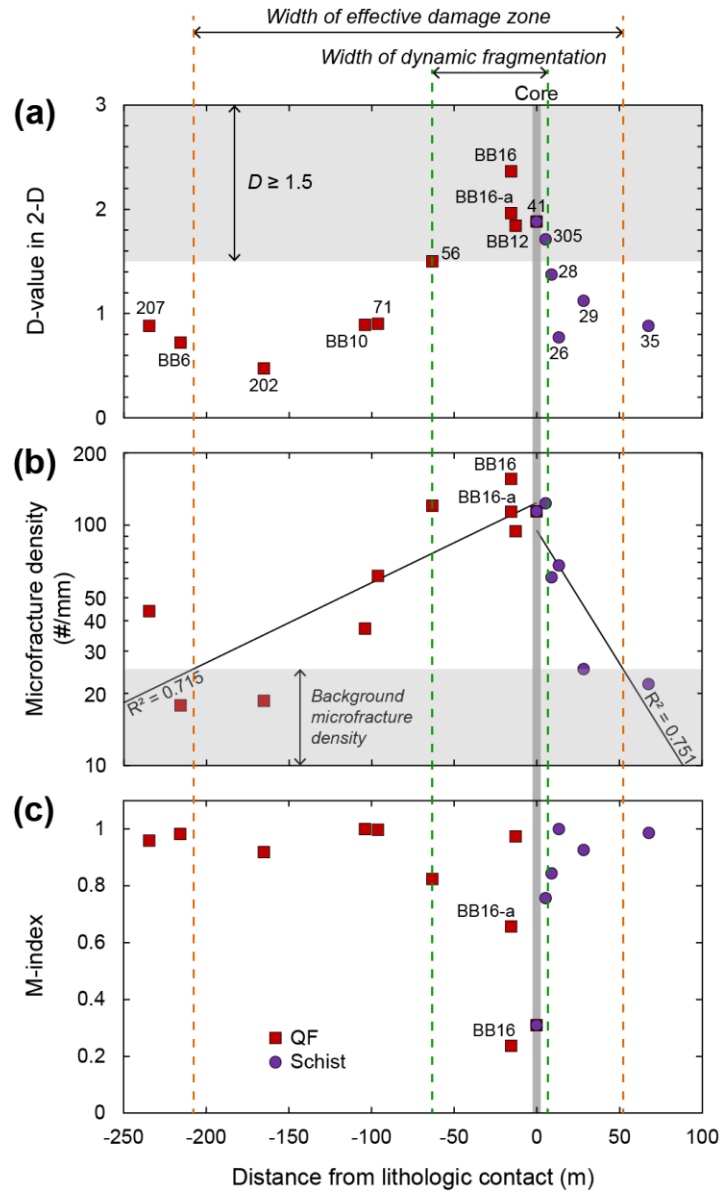 Width of effective damage zone
Width of dynamic fragmentation
Core
(a)
3
2
1
0
D-value in 2-D
D ≥ 1.5
BB16
BB16-a
41
BB12
305
56
28
207
71
29
BB6
BB10
26
35
202
(b)
200
100
50
40
30
20
10
Microfracture density
(#/mm)
BB16
BB16-a
R² = 0.715
Background
microfracture
density
R² = 0.751
(c)
1
0.8
0.6
0.4
0.2
0
M-index
BB16-a
BB16
QF
Schist
-250 -200 -150 -100 -50 0 50 100
Distance from lithologic contact (m)